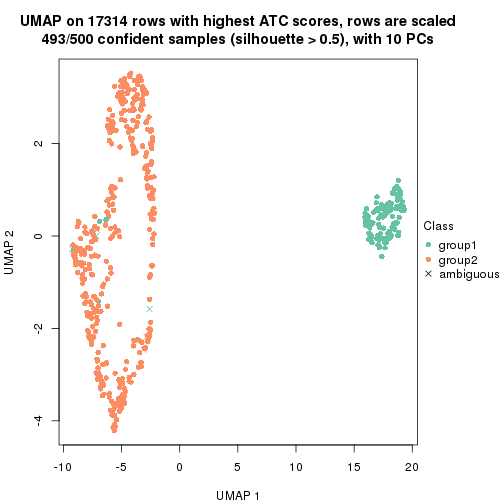 UMAP on 17314 rows with highest ATC scores, rows are scaled
493/500 confident samples (silhouette > 0.5), with 10 PCs
UMAP 2
2
0
-2
-4
-10
-5
0
5
10
15
20
UMAP 1
Class
group1
group2
ambiguous